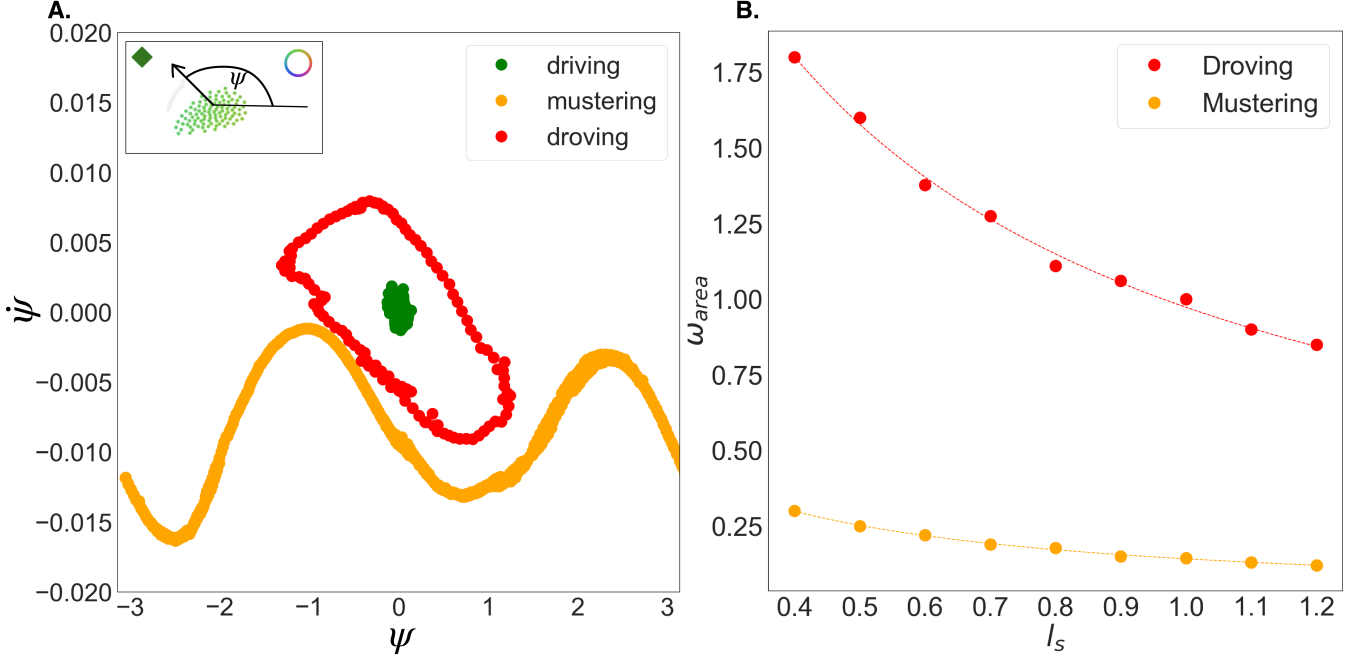 A.
0.020
0.015
0.010
0.005
0.000
−0.005
−0.010
−0.015
−0.020
ψ̇
ψ
driving
mustering
droving
−3 −2 −1 0 1 2 3
ψ
B.
1.75
1.50
1.25
1.00
0.75
0.50
0.25
ω_area
Droving
Mustering
0.4 0.5 0.6 0.7 0.8 0.9 1.0 1.1 1.2
l_s